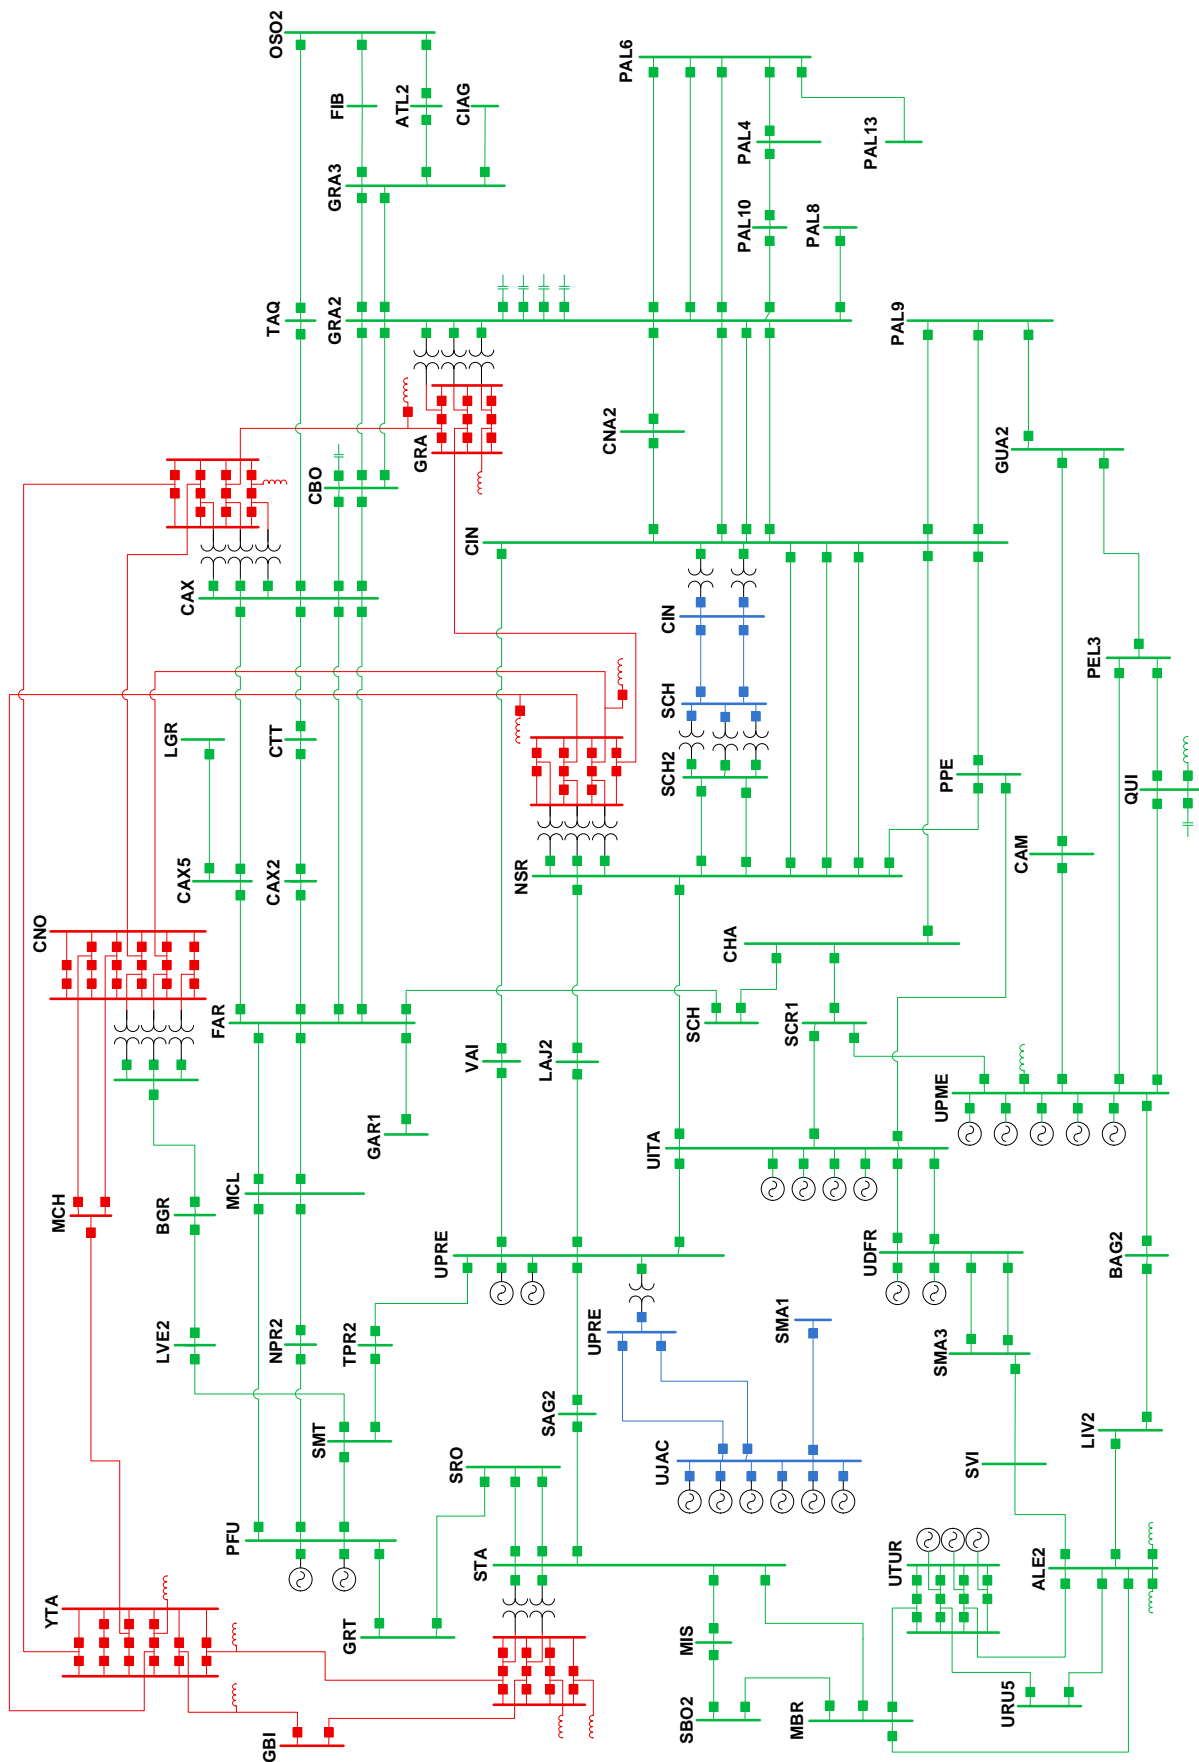 OSO2
FIB
ATL2
CIAG
GRA3
PAL6
PAL4
PAL13
PAL10
PAL8
TAQ
GRA2
PAL9
GRA
CNA2
GUA2
CBO
CIN
CAX
CIN
PEL3
SCH
LGR
CTT
SCH2
PPE
QUI
CAX5
CAX2
NSR
CAM
CNO
CHA
FAR
SCH
SCR1
VAI
LAJ2
UPME
GAR1
UITA
MCH
BGR
MCL
UPRE
UDFR
BAG2
LVE2
NPR2
TPR2
UPRE
SMA1
SMA3
SMT
SAG2
LIV2
SRO
UJAC
SVI
PFU
STA
UTUR
ALE2
YTA
GRT
MIS
SBO2
MBR
URU5
GBI